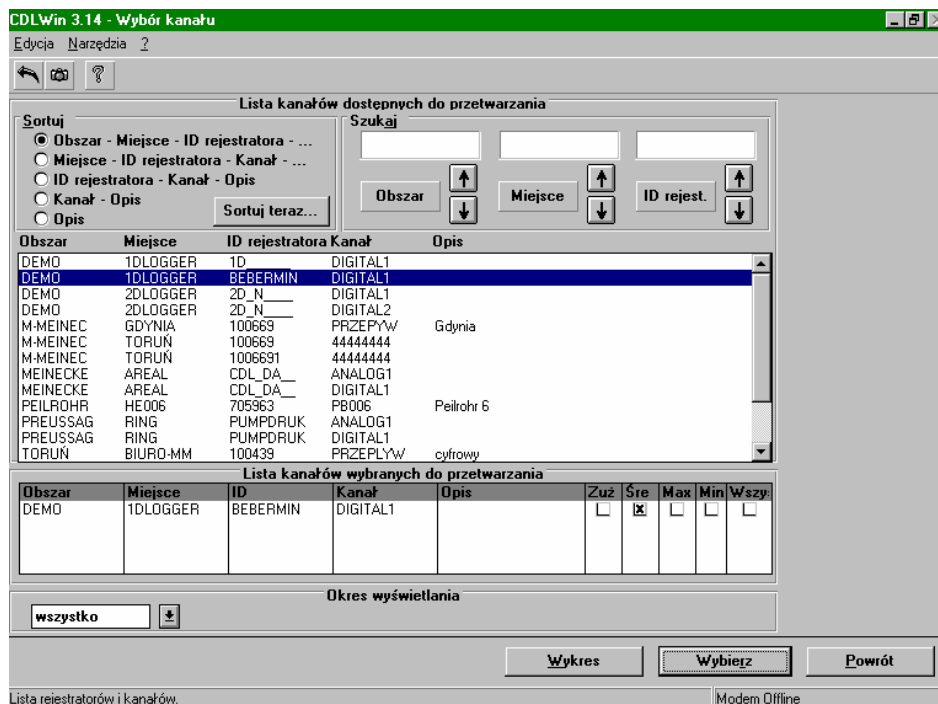 CDLWin 3.14 - Wybór kanału
Edycja Narzędzia ?
Lista kanałów dostępnych do przetwarzania
Sortuj
Obszar - Miejsce - ID rejestratora - ...
Miejsce - ID rejestratora - Kanał - ...
ID rejestratora - Kanał - Opis
Kanał - Opis
Opis
Sortuj teraz...
Szukaj
Obszar Miejsce ID rejest.
Obszar Miejsce ID rejestratora Kanał Opis
DEMO 1DLOGGER 1D______ DIGITAL1
DEMO 1DLOGGER BEBERMIN DIGITAL1
DEMO 2DLOGGER 2D_N____ DIGITAL1
DEMO 2DLOGGER 2D_N____ DIGITAL2
M-MEINEC GDYNIA 100669 PRZEPYW Gdynia
M-MEINEC TORUŃ 100669 44444444
M-MEINEC TORUŃ 1006691 44444444
MEINECKE AREAL CDL_DA__ ANALOG1
MEINECKE AREAL CDL_DA__ DIGITAL1
PEILROHR HE006 705963 PB006 Peilrohr 6
PREUSSAG RING PUMPDRUK ANALOG1
PREUSSAG RING PUMPDRUK DIGITAL1
TORUŃ BIURO-MM 100439 PRZEPLYW cyfrowy
Lista kanałów wybranych do przetwarzania
Obszar Miejsce ID Kanał Opis Zuż Śre Max Min Wszy:
DEMO 1DLOGGER BEBERMIN DIGITAL1
Okres wyświetlania
wszystko
Wykres Wybierz Powrót
Lista rejestratorów i kanałów. Modem Offline